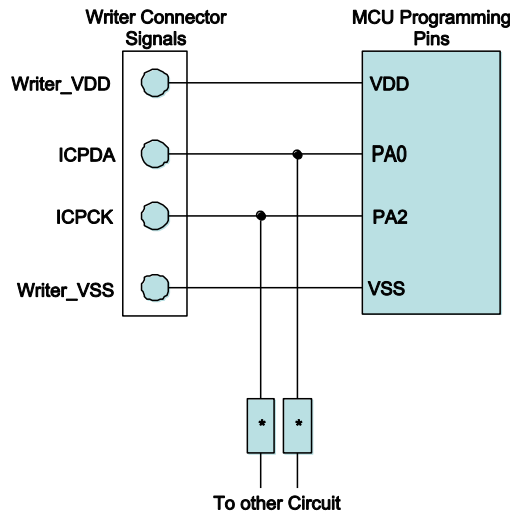 Writer Connector
Signals
MCU Programming
Pins
Writer_VDD
VDD
ICPDA
PA0
ICPCK
PA2
Writer_VSS
VSS
*
*
To other Circuit